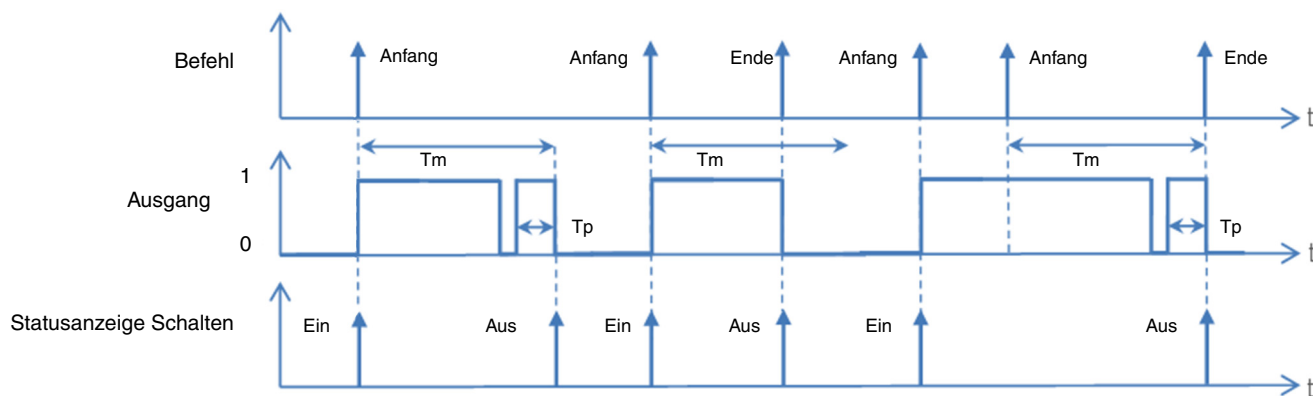 Befehl
Anfang
Anfang
Ende
Anfang
Anfang
Ende
t
Tm
Tm
Tm
Ausgang
1
0
Tp
Tp
t
Statusanzeige Schalten
Ein
Aus
Ein
Aus
Ein
Aus
t